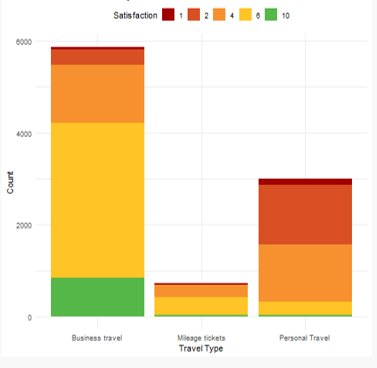 Satisfaction 1 2 4 6 10
6000
4000
Count
2000
0
Business travel Mileage tickets Personal Travel
Travel Type